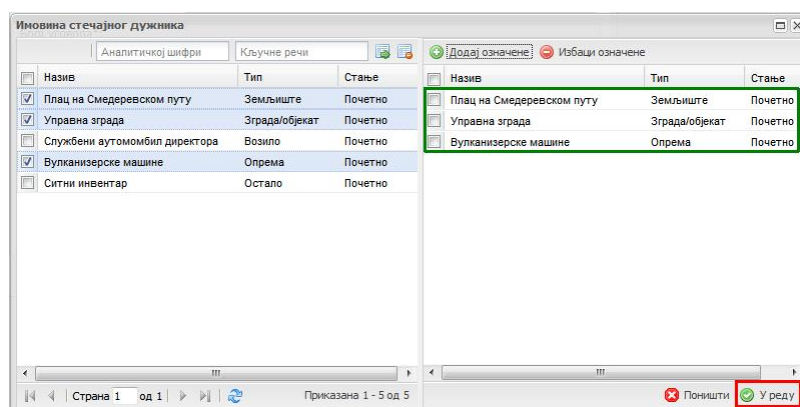 Имовина стечајног дужника
Аналитичкој шифри Кључне речи
Назив Тип Стање
Плац на Смедеревском путу Земљиште Почетно
Управна зграда Зграда/објекат Почетно
Службени аутомомбил директора Возило Почетно
Вулканизерске машине Опрема Почетно
Ситни инвентар Остало Почетно
Страна 1 од 1 Приказана 1 - 5 од 5
Додај означене Избаци означене
Назив Тип Стање
Плац на Смедеревском путу Земљиште Почетно
Управна зграда Зграда/објекат Почетно
Вулканизерске машине Опрема Почетно
Поништи У реду